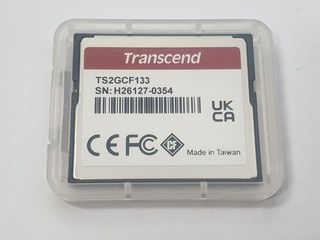 Transcend
TS2GCF133
SN: H26127-0354
UK
CA
CE FC CF
Made in Taiwan